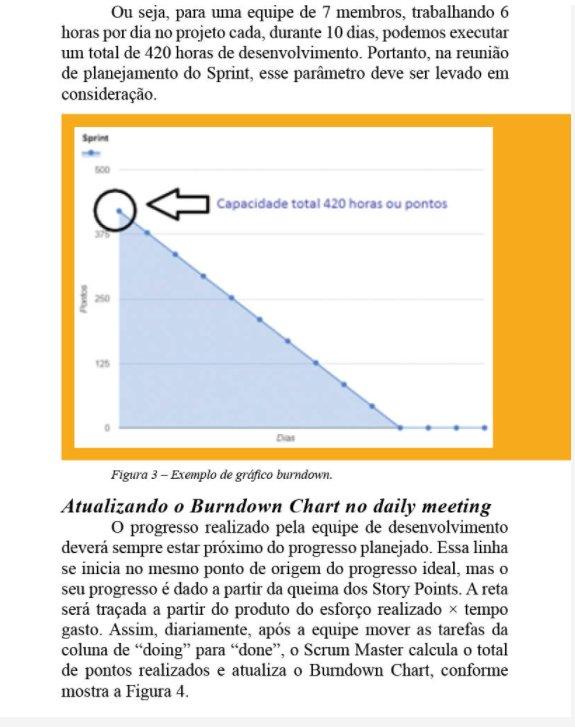 Ou seja, para uma equipe de 7 membros, trabalhando 6
horas por dia no projeto cada, durante 10 dias, podemos executar
um total de 420 horas de desenvolvimento. Portanto, na reunião
de planejamento do Sprint, esse parâmetro deve ser levado em
consideração.
Sprint
500
Capacidade total 420 horas ou pontos
375
Pontos
250
125
0
Dias
Figura 3 – Exemplo de gráfico burndown.
Atualizando o Burndown Chart no daily meeting
O progresso realizado pela equipe de desenvolvimento
deverá sempre estar próximo do progresso planejado. Essa linha
se inicia no mesmo ponto de origem do progresso ideal, mas o
seu progresso é dado a partir da queima dos Story Points. A reta
será traçada a partir do produto do esforço realizado × tempo
gasto. Assim, diariamente, após a equipe mover as tarefas da
coluna de “doing” para “done”, o Scrum Master calcula o total
de pontos realizados e atualiza o Burndown Chart, conforme
mostra a Figura 4.